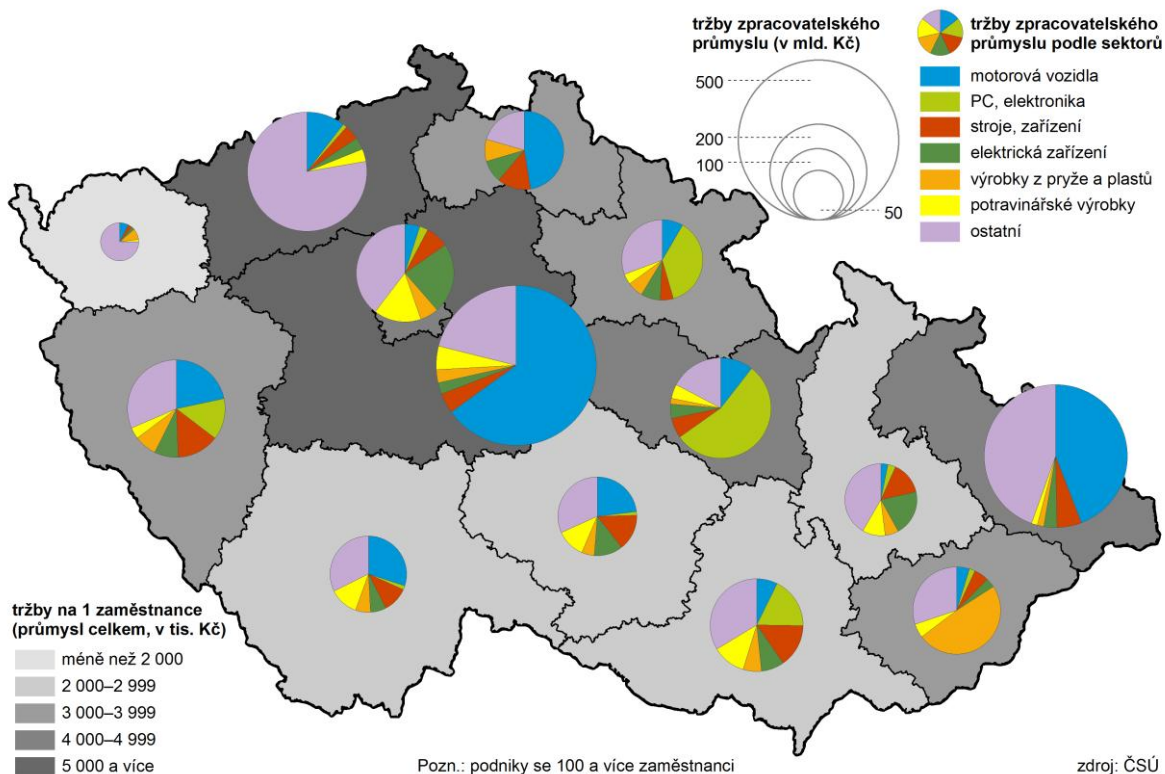 tržby zpracovatelského
průmyslu (v mld. Kč)
500
200
100
50
tržby zpracovatelského
průmyslu podle sektorů
motorová vozidla
PC, elektronika
stroje, zařízení
elektrická zařízení
výrobky z pryže a plastů
potravinářské výrobky
ostatní
tržby na 1 zaměstnance
(průmysl celkem, v tis. Kč)
méně než 2 000
2 000–2 999
3 000–3 999
4 000–4 999
5 000 a více
Pozn.: podniky se 100 a více zaměstnanci
zdroj: ČSÚ